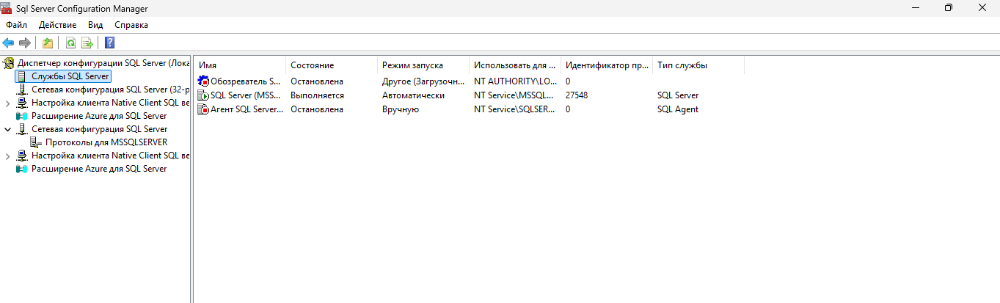 Sql Server Configuration Manager
Файл Действие Вид Справка
Диспетчер конфигурации SQL Server (Лока
Службы SQL Server
Сетевая конфигурация SQL Server (32-р
Настройка клиента Native Client SQL ве
Расширение Azure для SQL Server
Сетевая конфигурация SQL Server
Протоколы для MSSQLSERVER
Настройка клиента Native Client SQL ве
Расширение Azure для SQL Server
Имя Состояние Режим запуска Использовать для ... Идентификатор пр... Тип службы
Обозреватель S... Остановлена Другое (Загрузочн... NT AUTHORITY\LO... 0
SQL Server (MSS... Выполняется Автоматически NT Service\MSSQL... 27548 SQL Server
Агент SQL Server... Остановлена Вручную NT Service\SQLSER... 0 SQL Agent